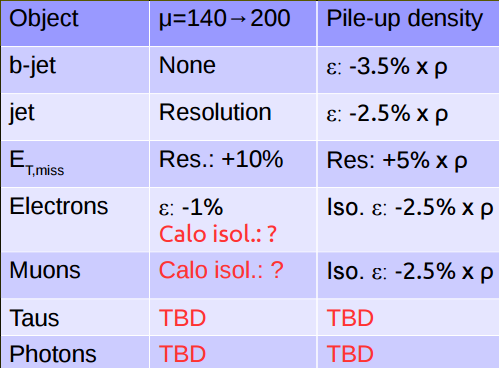 Object μ=140→200 Pile-up density
b-jet None ε: -3.5% x ρ
jet Resolution ε: -2.5% x ρ
E_T,miss Res.: +10% Res: +5% x ρ
Electrons ε: -1% Iso. ε: -2.5% x ρ
Calo isol.: ?
Muons Calo isol.: ? Iso. ε: -2.5% x ρ
Taus TBD TBD
Photons TBD TBD